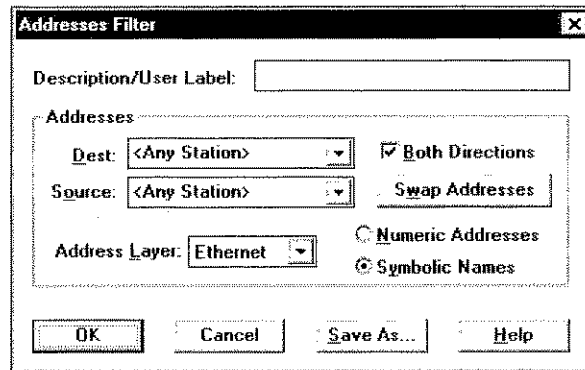 Addresses Filter
Description/User Label:
Addresses
Dest: <Any Station> Both Directions
Source: <Any Station> Swap Addresses
Address Layer: Ethernet Numeric Addresses
Symbolic Names
OK Cancel Save As... Help